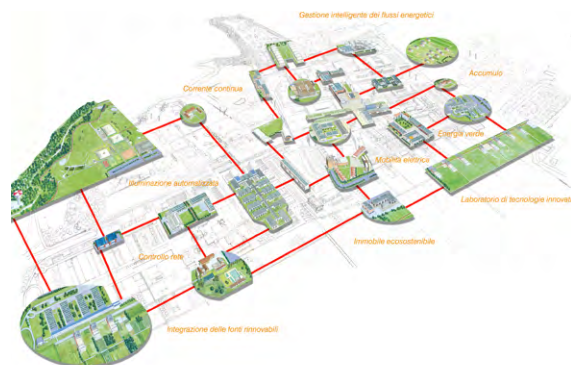 Gestione intelligente dei flussi energetici
Accumulo
Corrente continua
Energia verde
Mobilità elettrica
Illuminazione automatizzata
Laboratorio di tecnologie innovati
Immobile ecosostenibile
Controllo rete
Integrazione delle fonti rinnovabili